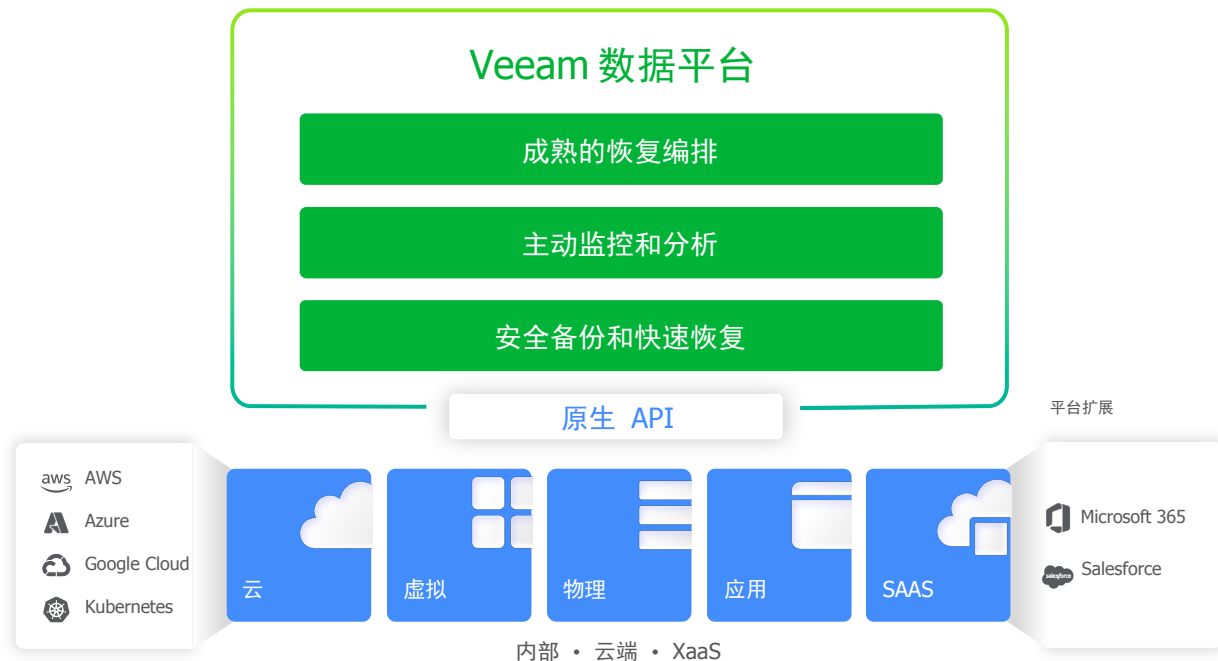 Veeam 数据平台
成熟的恢复编排
主动监控和分析
安全备份和快速恢复
原生 API
平台扩展
aws AWS
Azure
Google Cloud
Kubernetes
云
虚拟
物理
应用
SAAS
Microsoft 365
salesforce Salesforce
内部 • 云端 • XaaS